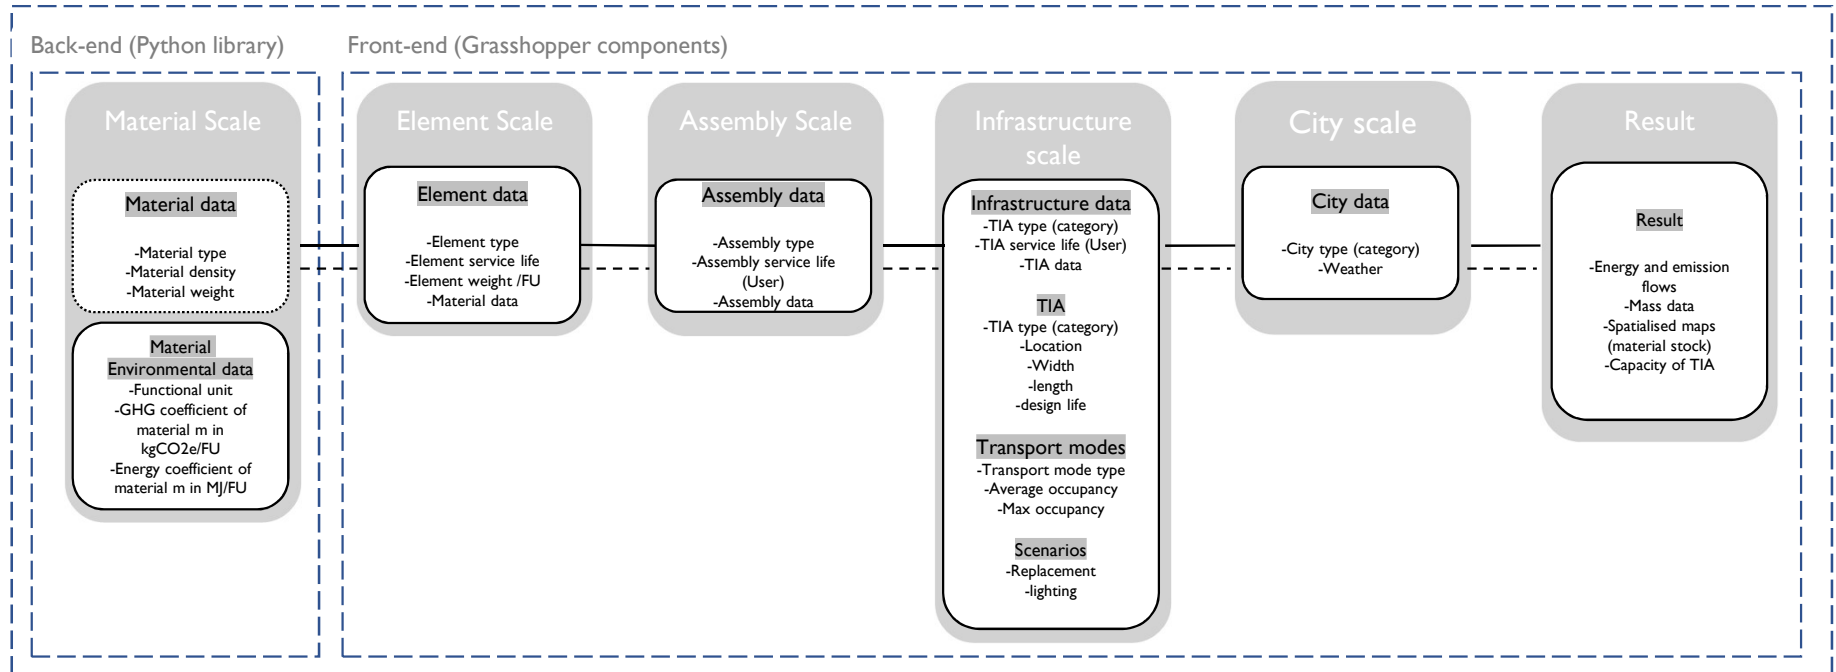 Back-end (Python library)
Front-end (Grasshopper components)
Material Scale
Material data
-Material type
-Material density
-Material weight
Material
Environmental data
-Functional unit
-GHG coefficient of
material m in
kgCO2e/FU
-Energy coefficient of
material m in MJ/FU
Element Scale
Element data
-Element type
-Element service life
-Element weight /FU
-Material data
Assembly Scale
Assembly data
-Assembly type
-Assembly service life
(User)
-Assembly data
Infrastructure
scale
Infrastructure data
-TIA type (category)
-TIA service life (User)
-TIA data
TIA
-TIA type (category)
-Location
-Width
-length
-design life
Transport modes
-Transport mode type
-Average occupancy
-Max occupancy
Scenarios
-Replacement
-lighting
City scale
City data
-City type (category)
-Weather
Result
Result
-Energy and emission
flows
-Mass data
-Spatialised maps
(material stock)
-Capacity of TIA